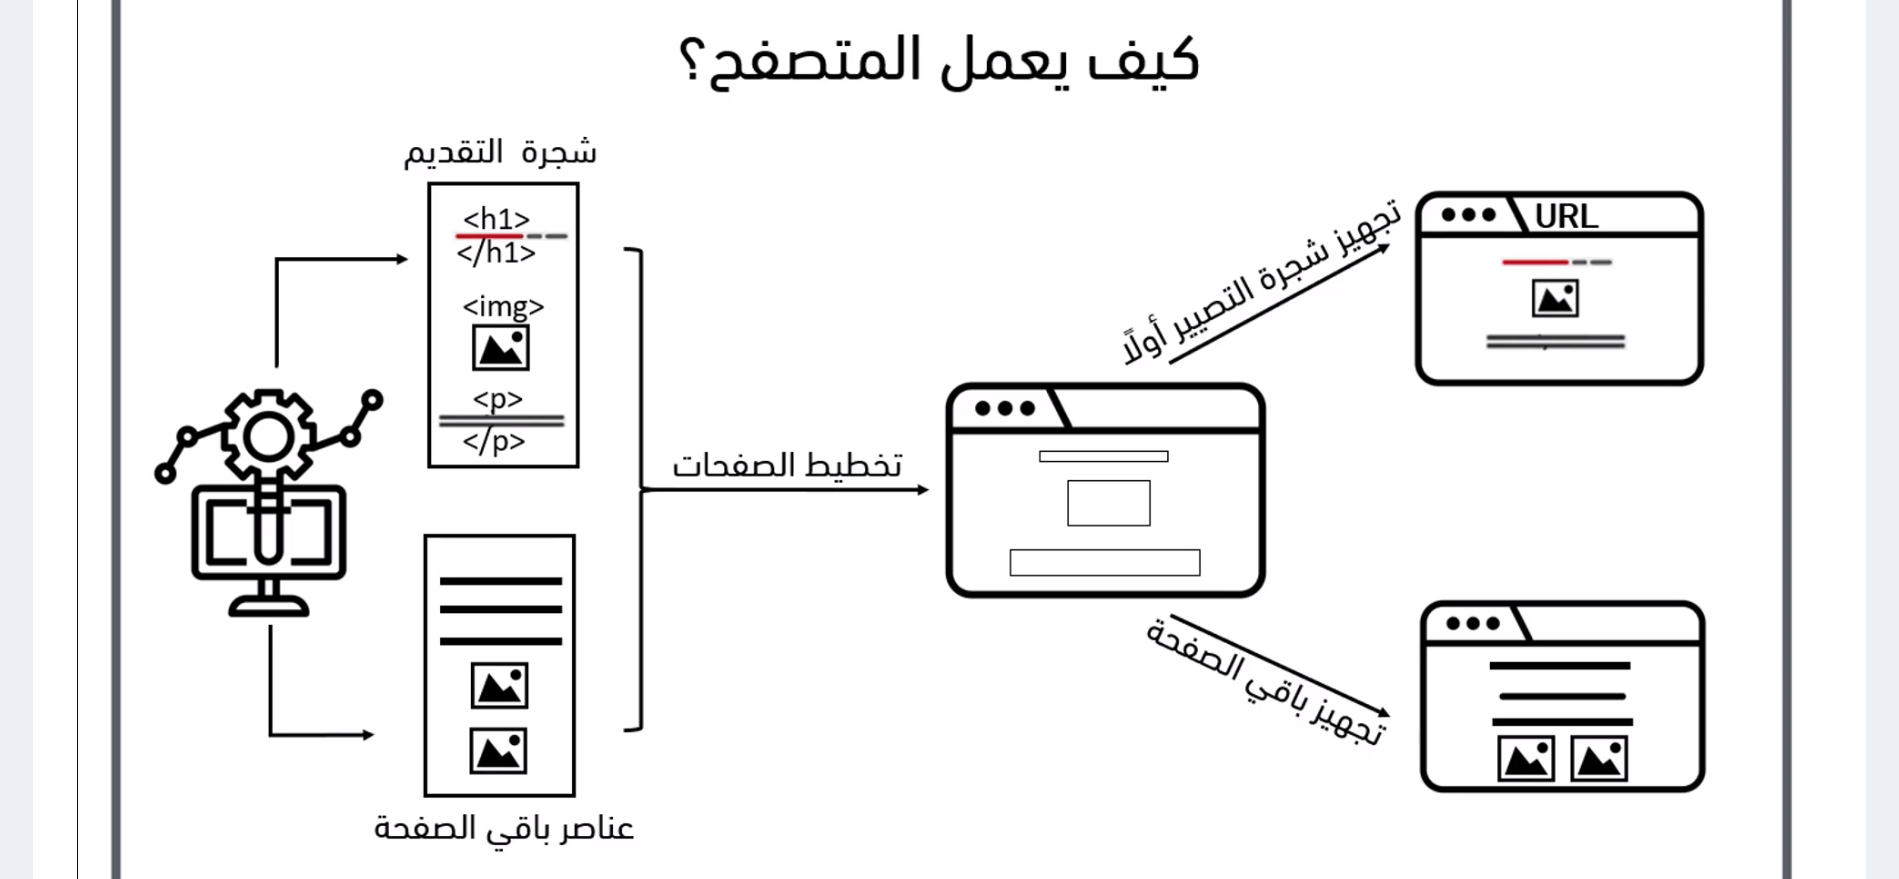 كيف يعمل المتصفح؟
شجرة التقديم
<h1>
</h1>
<img>
<p>
</p>
عناصر باقي الصفحة
تخطيط الصفحات
تجهيز شجرة التصيير أولًا
URL
تجهيز باقي الصفحة